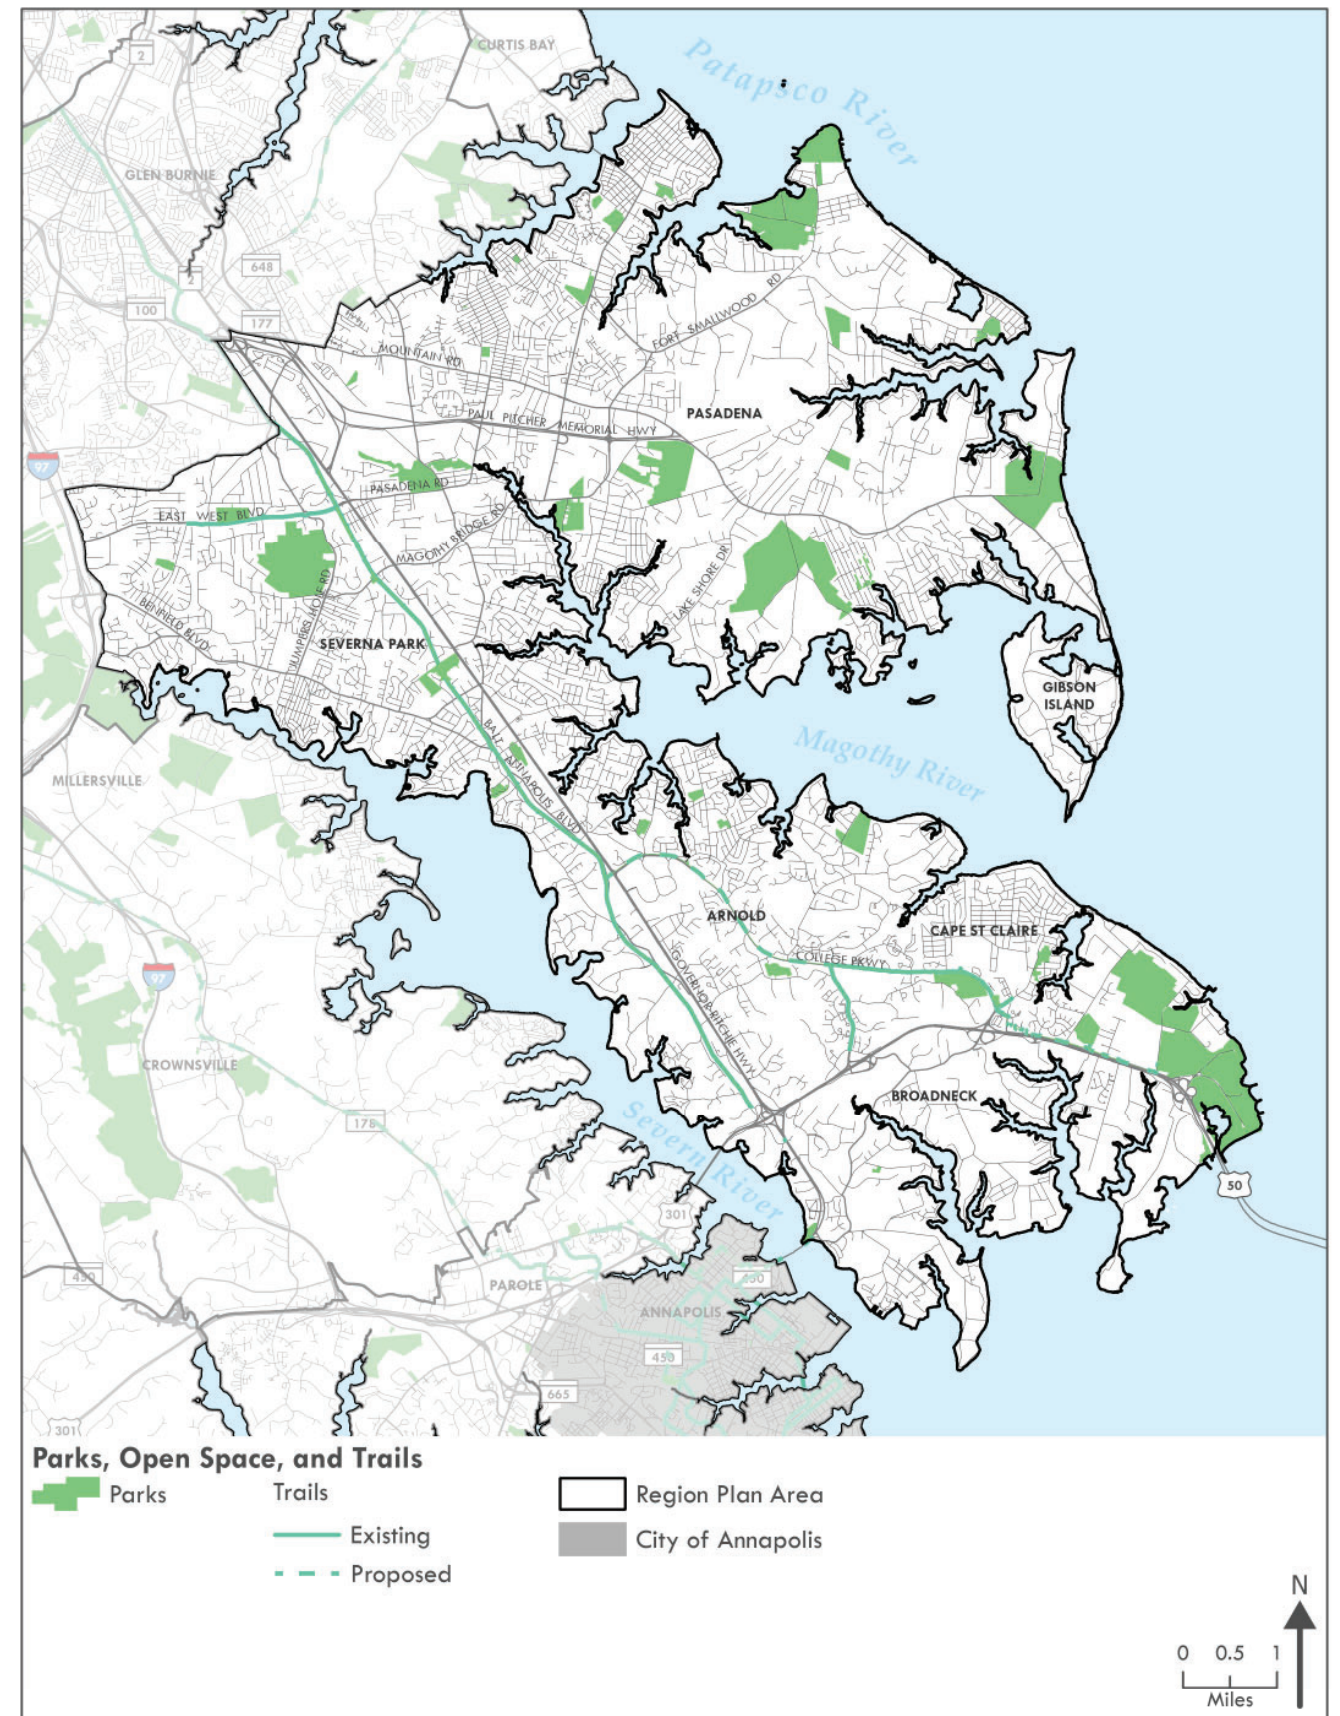 CURTIS BAY
2
Patapsco River
GLEN BURNIE
648
2
100
177
FORT SMALLWOOD RD
MOUNTAIN RD
PAUL PITCHER MEMORIAL HWY
PASADENA
97
PASADENA RD
EAST WEST BLVD
MAGOTHY BRIDGE RD
LAKE SHORE DR
JUMPERS HOLE RD
BENFIELD BLVD
SEVERNA PARK
GIBSON
ISLAND
BALT ANNAPOLIS BLVD
Magothy River
MILLERSVILLE
ARNOLD
CAPE ST CLAIRE
COLLEGE PKWY
97
GOVERNOR RITCHIE HWY
CROWNSVILLE
BROADNECK
178
Severn River
50
301
450
PAROLE
450
ANNAPOLIS
450
665
301
Parks, Open Space, and Trails
Parks
Trails
Existing
Proposed
Region Plan Area
City of Annapolis
N
0 0.5 1
Miles